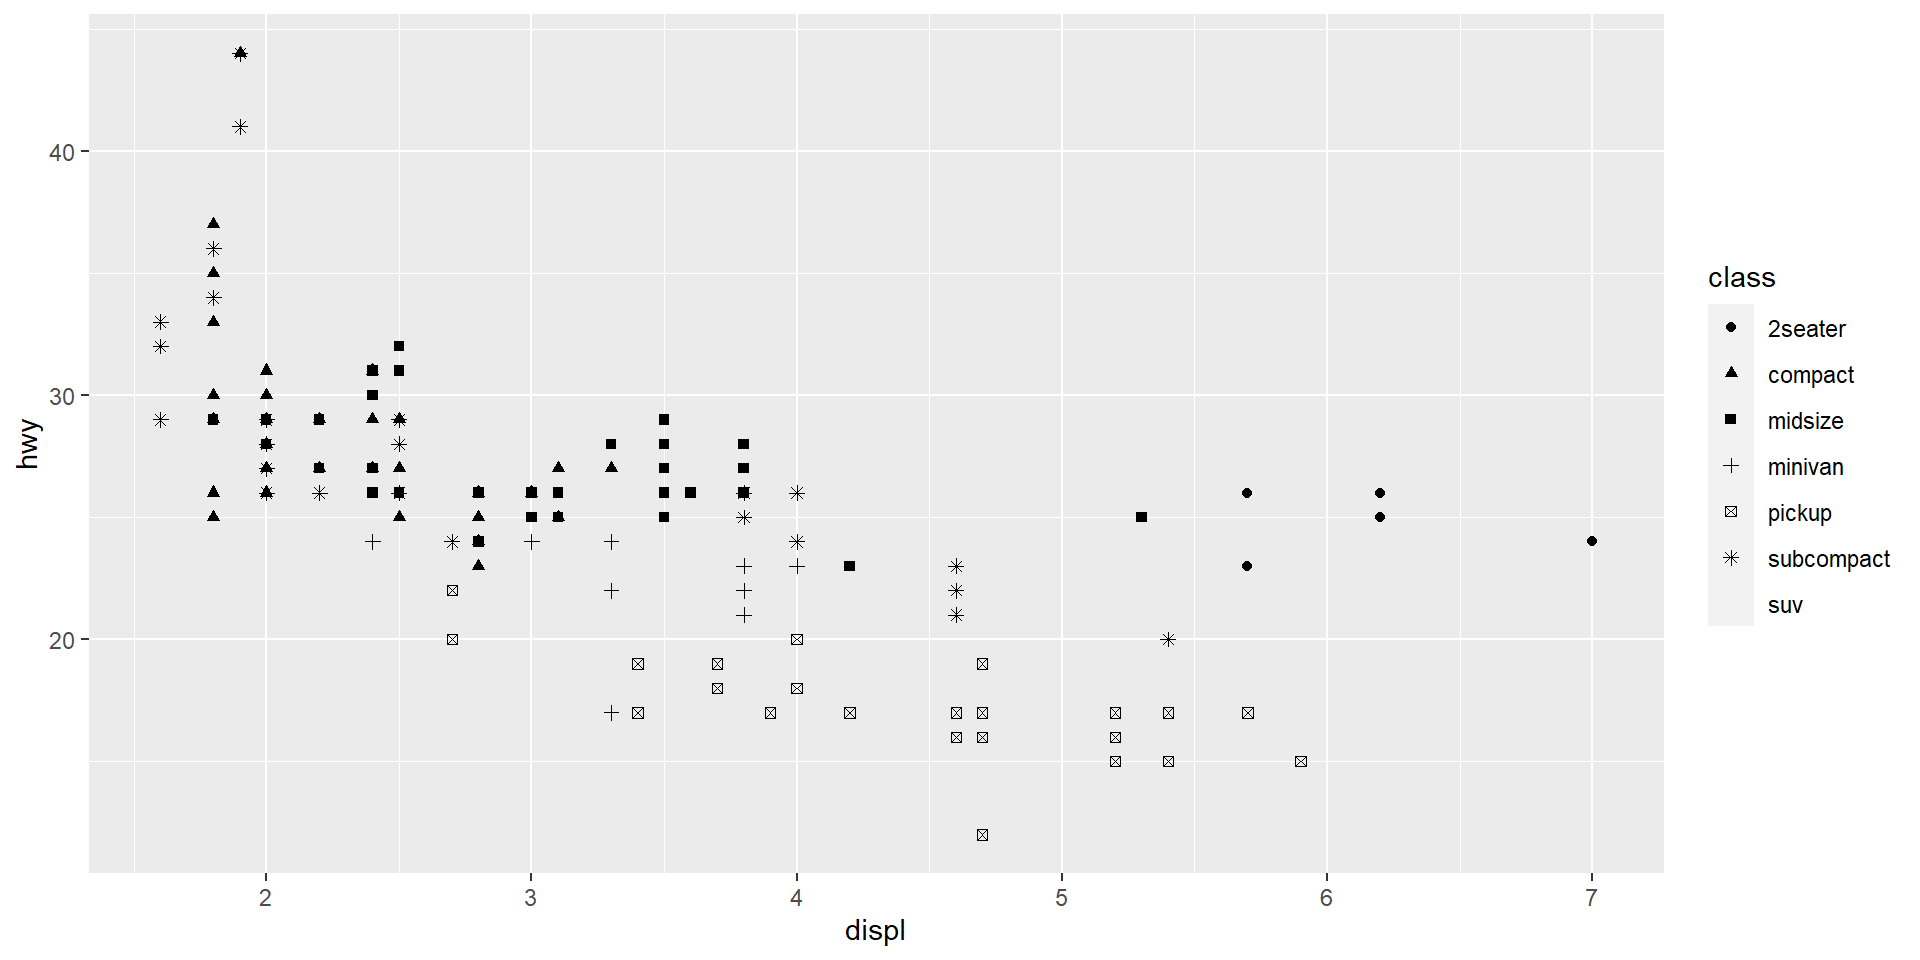 40
30
20
hwy
2 3 4 5 6 7
displ
class
2seater
compact
midsize
minivan
pickup
subcompact
suv